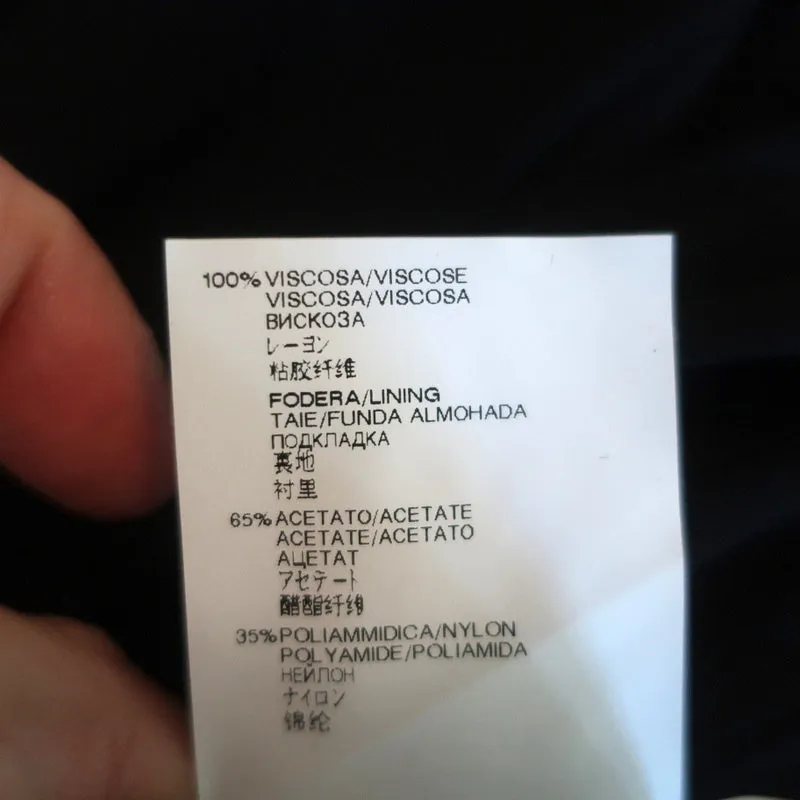 100% VISCOSA/VISCOSE
VISCOSA/VISCOSA
ВИСКОЗА
レーヨン
粘胶纤维
FODERA/LINING
TAIE/FUNDA ALMOHADA
ПОДКЛАДКА
裏地
衬里
65% ACETATO/ACETATE
ACETATE/ACETATO
АЦЕТАТ
アセテート
醋酯纤维
35% POLIAMMIDICA/NYLON
POLYAMIDE/POLIAMIDA
НЕЙЛОН
ナイロン
锦纶